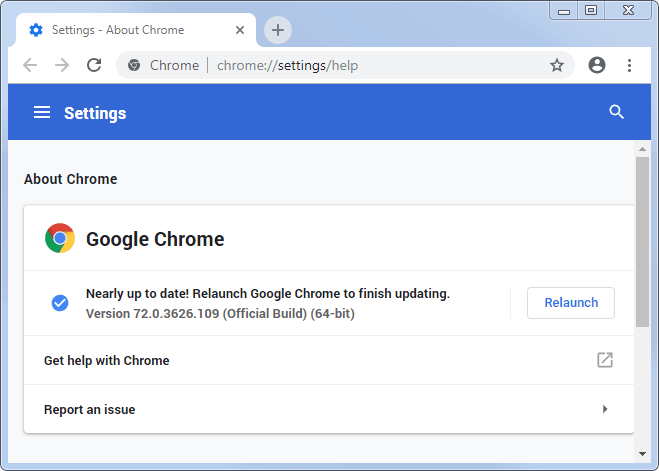 Settings - About Chrome
Chrome | chrome://settings/help
Settings
About Chrome
Google Chrome
Nearly up to date! Relaunch Google Chrome to finish updating.
Version 72.0.3626.109 (Official Build) (64-bit)
Relaunch
Get help with Chrome
Report an issue